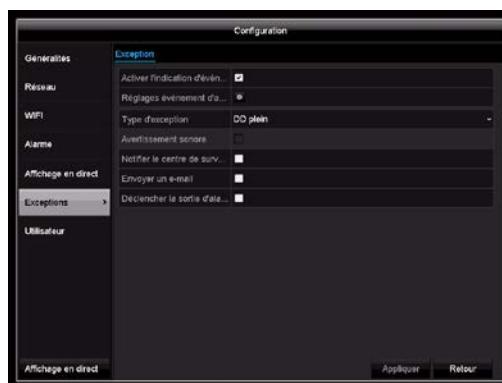 Configuration
Généralités
Réseau
WIFI
Alarme
Affichage en direct
Exceptions >
Utilisateur
Affichage en direct
Exception
Activer l'indication d'évén...
Réglages événement d'a...
Type d'exception DD plein
Avertissement sonore
Notifier le centre de surv...
Envoyer un e-mail
Déclencher la sortie d'ala...
Appliquer Retour